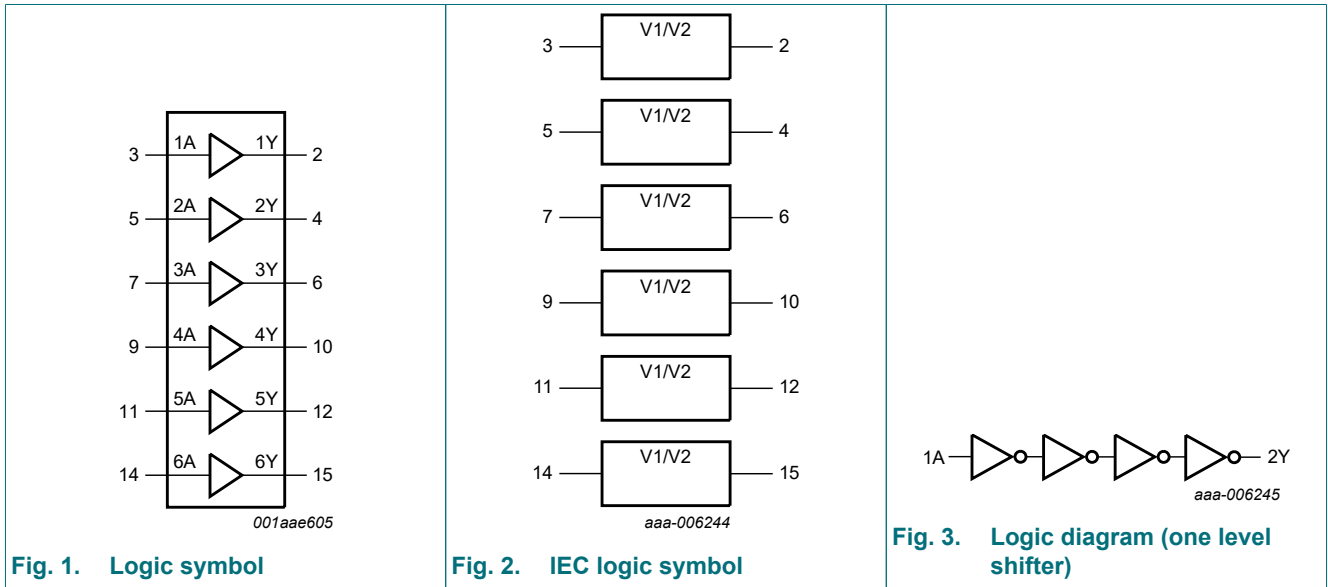 3 1A 1Y 2
5 2A 2Y 4
7 3A 3Y 6
9 4A 4Y 10
11 5A 5Y 12
14 6A 6Y 15
001aae605
Fig. 1. Logic symbol
3 V1/V2 2
5 V1/V2 4
7 V1/V2 6
9 V1/V2 10
11 V1/V2 12
14 V1/V2 15
aaa-006244
Fig. 2. IEC logic symbol
1A 2Y
aaa-006245
Fig. 3. Logic diagram (one level
shifter)